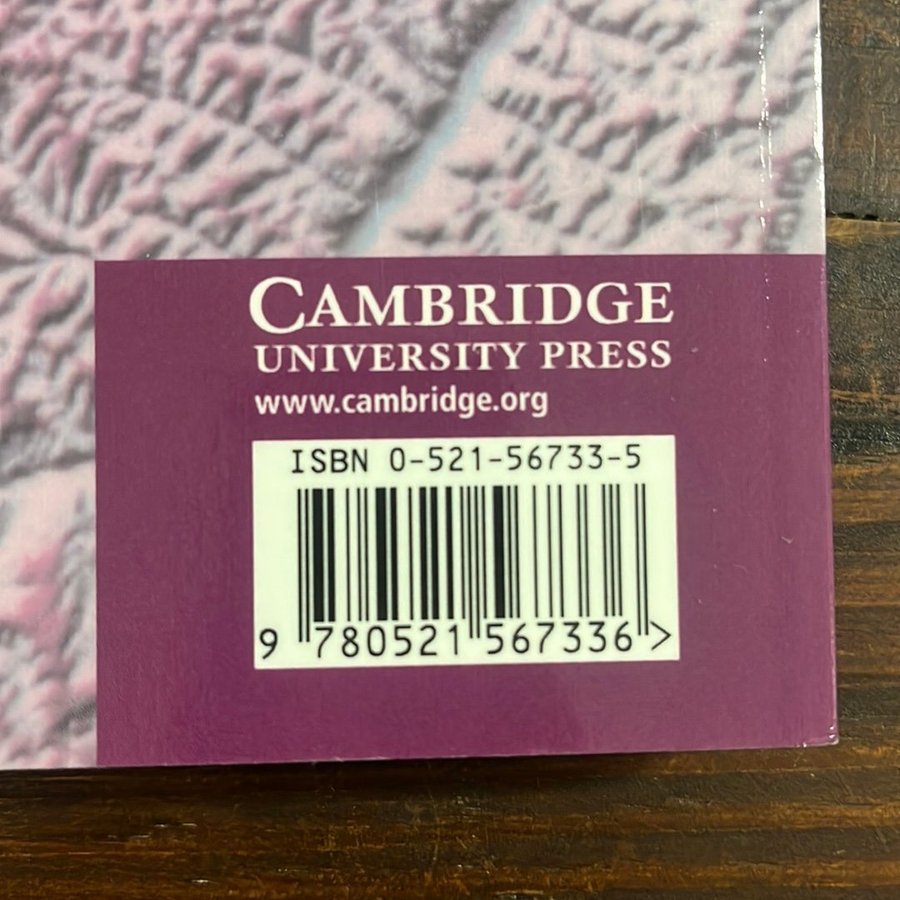 CAMBRIDGE
UNIVERSITY PRESS
www.cambridge.org
ISBN 0-521-56733-5
9 780521 567336 >